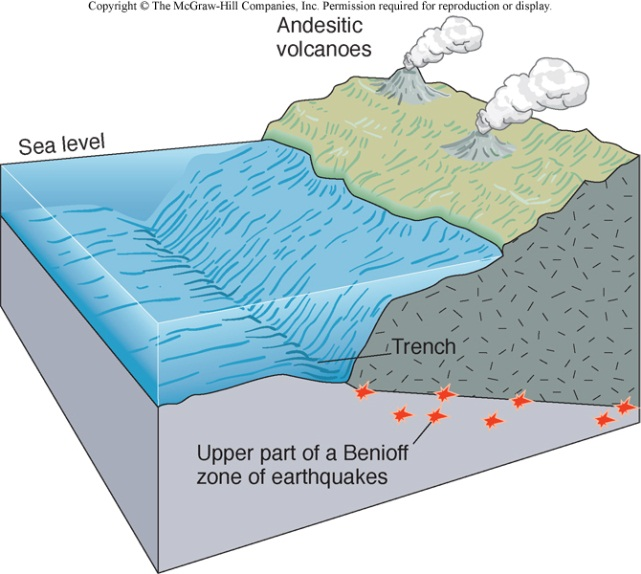 Copyright © The McGraw-Hill Companies, Inc. Permission required for reproduction or display.
Andesitic
volcanoes
Sea level
Trench
Upper part of a Benioff
zone of earthquakes